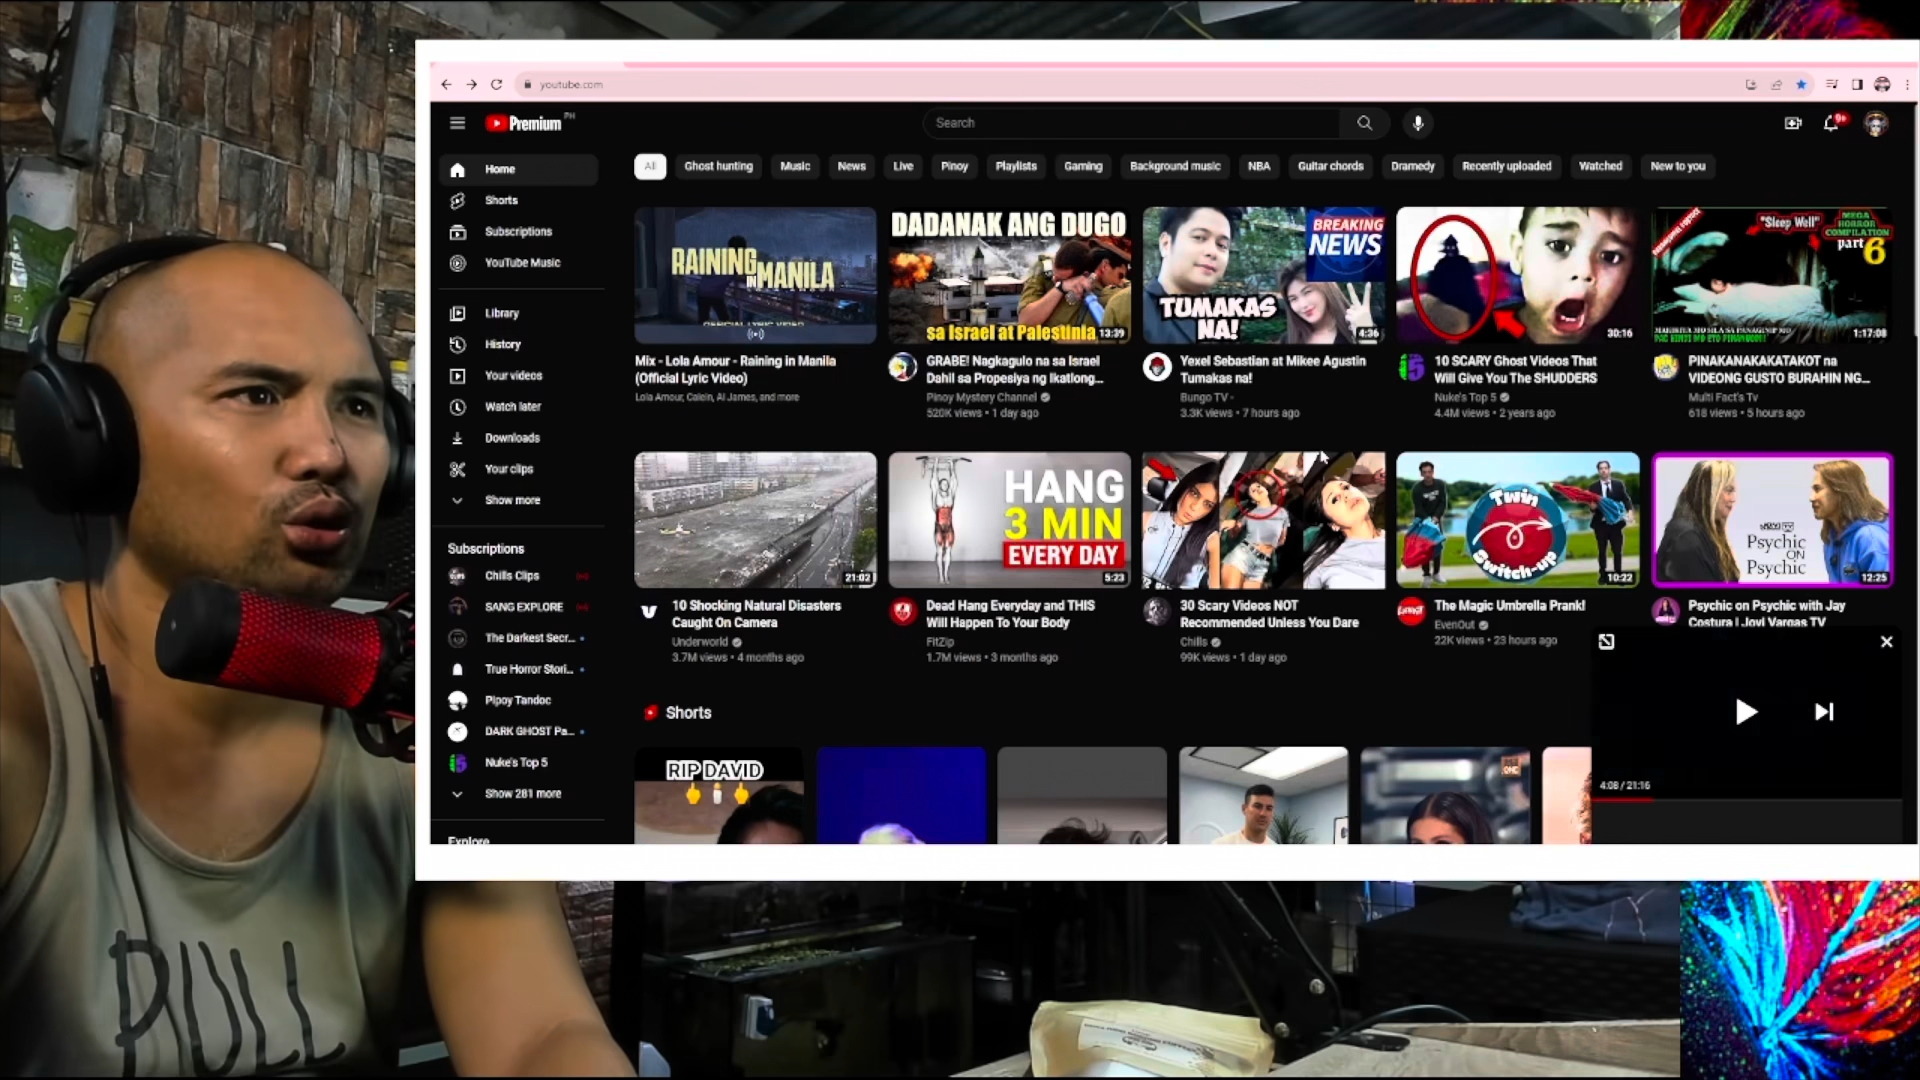 youtube.com
Premium PH
Search
9+
Home
Shorts
Subscriptions
YouTube Music
Library
History
Your videos
Watch later
Downloads
Your clips
Show more
Subscriptions
Chills Clips
SANG EXPLORE
The Darkest Secr...
True Horror Stori...
Pipoy Tandoc
DARK GHOST Pa...
Nuke's Top 5
Show 281 more
Explore
All Ghost hunting Music News Live Pinoy Playlists Gaming Background music NBA Guitar chords Dramedy Recently uploaded Watched New to you
RAINING IN MANILA
OFFICIAL LYRIC VIDEO
Mix - Lola Amour - Raining in Manila
(Official Lyric Video)
Lola Amour, Calein, Al James, and more
DADANAK ANG DUGO
sa Israel at Palestinia
13:39
GRABE! Nagkagulo na sa Israel
Dahil sa Propesiya ng Ikatlong...
Pinoy Mystery Channel
520K views • 1 day ago
BREAKING
NEWS
TUMAKAS
NA!
4:36
Yexel Sebastian at Mikee Agustin
Tumakas na!
Bungo TV -
3.3K views • 7 hours ago
30:16
10 SCARY Ghost Videos That
Will Give You The SHUDDERS
Nuke's Top 5
4.4M views • 2 years ago
"Sleep Well"
MEGA
HORROR
COMPILATION
part
6
1:17:08
PINAKANAKAKATAKOT na
VIDEONG GUSTO BURAHIN NG...
Multi Fact's Tv
618 views • 5 hours ago
21:02
10 Shocking Natural Disasters
Caught On Camera
Underworld
3.7M views • 4 months ago
HANG
3 MIN
EVERY DAY
5:23
Dead Hang Everyday and THIS
Will Happen To Your Body
FitZip
1.7M views • 3 months ago
30 Scary Videos NOT
Recommended Unless You Dare
Chills
99K views • 1 day ago
Twin
Switch-up
10:22
The Magic Umbrella Prank!
EvenOut
22K views • 23 hours ago
Psychic
ON
Psychic
12:25
Psychic on Psychic with Jay
Costura | Jovi Vargas TV
Shorts
RIP DAVID
4:08 / 21:16
PULL